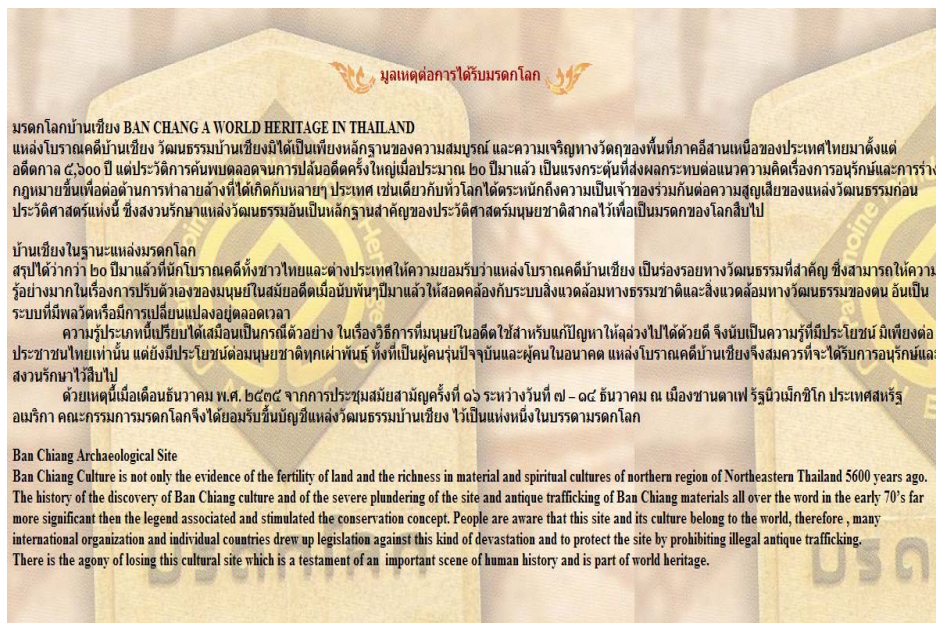 มูลเหตุต่อการได้รับมรดกโลก
มรดกโลกบ้านเชียง BAN CHANG A WORLD HERITAGE IN THAILAND
แหล่งโบราณคดีบ้านเชียง วัฒนธรรมบ้านเชียงมิได้เป็นเพียงหลักฐานของความสมบูรณ์ และความเจริญทางวัตถุของพื้นที่ภาคอีสานเหนือของประเทศไทยมาตั้งแต่
อดีตกาล ๕,๖๐๐ ปี แต่ประวัติการค้นพบตลอดจนการปล้นอดีตครั้งใหญ่เมื่อประมาณ ๒๐ ปีมาแล้ว เป็นแรงกระตุ้นที่ส่งผลกระทบต่อแนวความคิดเรื่องการอนุรักษ์และการร่าง
กฎหมายขึ้นเพื่อต่อต้านการทำลายล้างที่ได้เกิดกับหลายๆ ประเทศ เช่นเดียวกับทั่วโลกได้ตระหนักถึงความเป็นเจ้าของร่วมกันต่อความสูญเสียของแหล่งวัฒนธรรมก่อน
ประวัติศาสตร์แห่งนี้ ซึ่งสงวนรักษาแหล่งวัฒนธรรมอันเป็นหลักฐานสำคัญของประวัติศาสตร์มนุษยชาติสากลไว้เพื่อเป็นมรดกของโลกสืบไป
บ้านเชียงในฐานะแหล่งมรดกโลก
สรุปได้ว่ากว่า ๒๐ ปีมาแล้วที่นักโบราณคดีทั้งชาวไทยและต่างประเทศให้ความยอมรับว่าแหล่งโบราณคดีบ้านเชียง เป็นร่องรอยทางวัฒนธรรมที่สำคัญ ซึ่งสามารถให้ความ
รู้อย่างมากในเรื่องการปรับตัวเองของมนุษย์ในสมัยอดีตเมื่อนับพันๆปีมาแล้วให้สอดคล้องกับระบบสิ่งแวดล้อมทางธรรมชาติและสิ่งแวดล้อมทางวัฒนธรรมของตน อันเป็น
ระบบที่มีพลวัตหรือมีการเปลี่ยนแปลงอยู่ตลอดเวลา
ความรู้ประเภทนี้เปรียบได้เสมือนเป็นกรณีตัวอย่าง ในเรื่องวิธีการที่มนุษย์ในอดีตใช้สำหรับแก้ปัญหาให้ลุล่วงไปได้ด้วยดี จึงนับเป็นความรู้ที่มีประโยชน์ มิเพียงต่อ
ประชาชนไทยเท่านั้น แต่ยังมีประโยชน์ต่อมนุษยชาติทุกเผ่าพันธุ์ ทั้งที่เป็นผู้คนรุ่นปัจจุบันและผู้คนในอนาคต แหล่งโบราณคดีบ้านเชียงจึงสมควรที่จะได้รับการอนุรักษ์และ
สงวนรักษาไว้สืบไป
ด้วยเหตุนี้เมื่อเดือนธันวาคม พ.ศ. ๒๕๓๕ จากการประชุมสมัยสามัญครั้งที่ ๑๖ ระหว่างวันที่ ๗ – ๑๔ ธันวาคม ณ เมืองซานตาเฟ รัฐนิวเม็กซิโก ประเทศสหรัฐ
อเมริกา คณะกรรมการมรดกโลกจึงได้ยอมรับขึ้นบัญชีแหล่งวัฒนธรรมบ้านเชียง ไว้เป็นแห่งหนึ่งในบรรดามรดกโลก
Ban Chiang Archaeological Site
Ban Chiang Culture is not only the evidence of the fertility of land and the richness in material and spiritual cultures of northern region of Northeastern Thailand 5600 years ago.
The history of the discovery of Ban Chiang culture and of the severe plundering of the site and antique trafficking of Ban Chiang materials all over the word in the early 70's far
more significant then the legend associated and stimulated the conservation concept. People are aware that this site and its culture belong to the world, therefore , many
international organization and individual countries drew up legislation against this kind of devastation and to protect the site by prohibiting illegal antique trafficking.
There is the agony of losing this cultural site which is a testament of an important scene of human history and is part of world heritage.